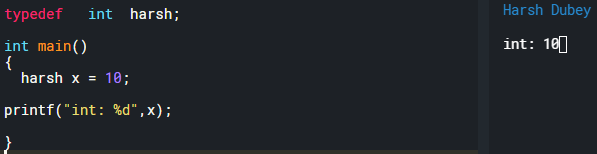 typedef   int  harsh;
int main()
{
  harsh x = 10;
printf("int: %d",x);
}
Harsh Dubey
int: 10